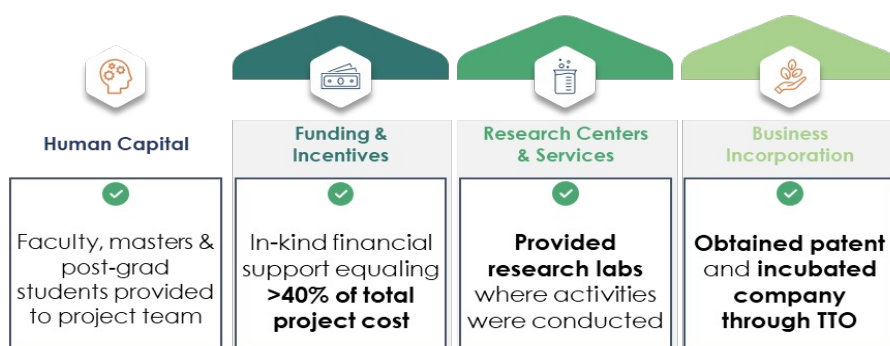 Human Capital
Funding &
Incentives
Research Centers
& Services
Business
Incorporation
Faculty, masters &
post-grad
students provided
to project team
In-kind financial
support equaling
>40% of total
project cost
Provided
research labs
where activities
were conducted
Obtained patent
and incubated
company
through TTO